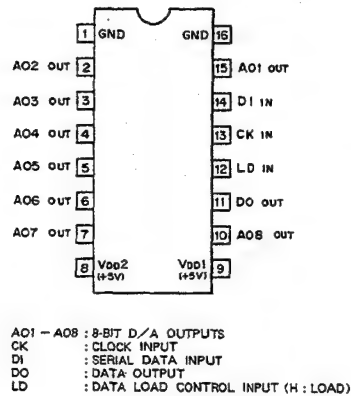 1 GND GND 16
AO2 OUT 2 15 AO1 OUT
AO3 OUT 3 14 DI IN
AO4 OUT 4 13 CK IN
AO5 OUT 5 12 LD IN
AO6 OUT 6 11 DO OUT
AO7 OUT 7 10 AO8 OUT
8 VDD2 VDD1 9
(+5V) (+5V)
AO1 – AO8 : 8-BIT D/A OUTPUTS
CK : CLOCK INPUT
DI : SERIAL DATA INPUT
DO : DATA OUTPUT
LD : DATA LOAD CONTROL INPUT (H : LOAD)